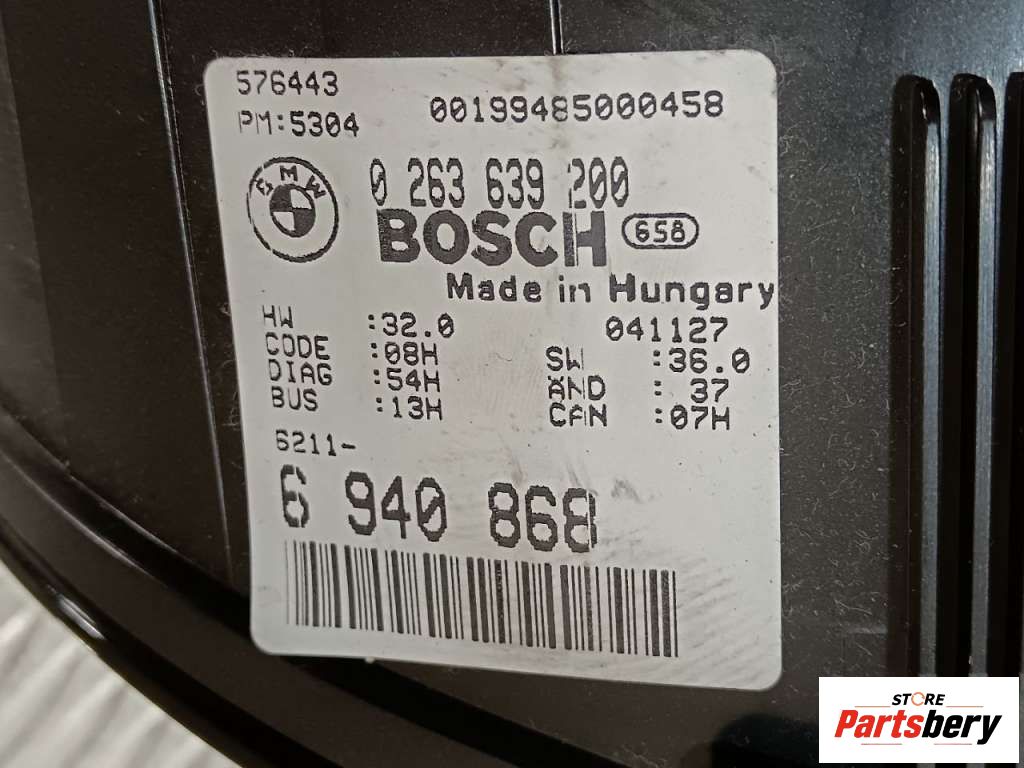 576443
PM:5304
00199485000458
BMW
0 263 639 200
BOSCH 658
Made in Hungary
HW :32.0
041127
CODE :08H
SW :36.0
DIAG :54H
ÄND : 37
BUS :13H
CAN :07H
6211-
6 940 868
STORE
Partsbery